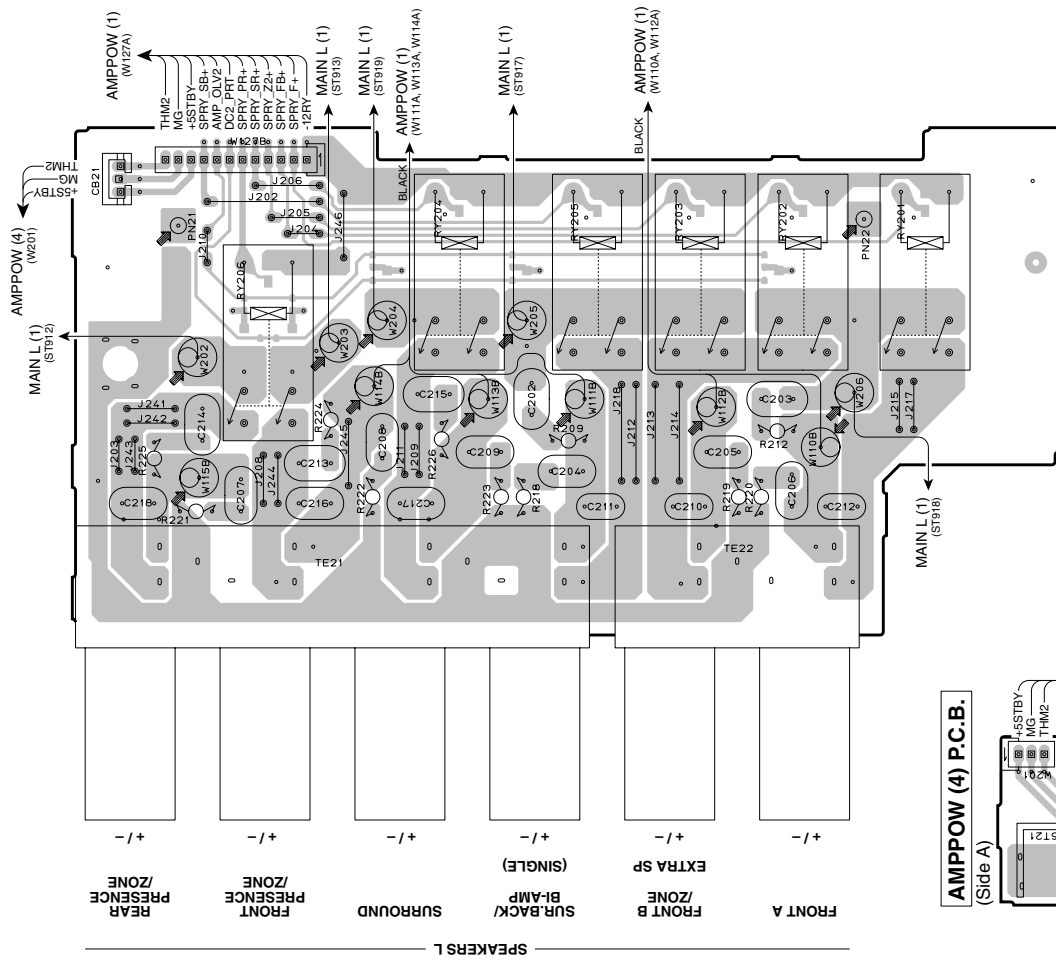 AMPPOW (1)
(W127A)
THM2
MG
+5STBY
SPRY_SB+
AMP_OLV2
DC2_PRT
SPRY_PR+
SPRY_SR+
SPRY_Z2+
SPRY_FB+
SPRY_F+
-12RY
MAIN L (1)
(ST913)
MAIN L (1)
(ST919)
AMPPOW (1)
(W111A, W113A, W114A)
BLACK
MAIN L (1)
(ST917)
AMPPOW (1)
(W110A, W112A)
BLACK
AMPPOW (4)
(W201)
+5STBY
MG
THM2
CB21
W127B
MAIN L (1)
(ST912)
PN21
J210
J202
J206
J205
J204
J246
RY206
RY204
RY205
RY203
RY202
PN22
RY201
W202
W203
W204
W205
W206
W114B
C215
W113B
C202
W111B
J218
J212
J213
J214
W112B
C203
J215
J217
J241
J242
J203
J243
R225
C214
R224
J245
C208
J211
J209
R226
C209
R209
C204
C205
R212
W110B
W115B
C207
J208
J244
C213
C218
R221
C216
R222
C217
R223
R218
C211
C210
R219
R220
C206
C212
MAIN L (1)
(ST918)
TE21
TE22
+/−
+/−
+/−
+/−
+/−
+/−
REAR
PRESENCE
/ZONE
FRONT
PRESENCE
/ZONE
SURROUND
SUR.BACK/
BI-AMP
(SINGLE)
FRONT B
/ZONE
EXTRA SP
FRONT A
SPEAKERS L
AMPPOW (4) P.C.B.
(Side A)
+5STBY
MG
THM2
W201
ST21